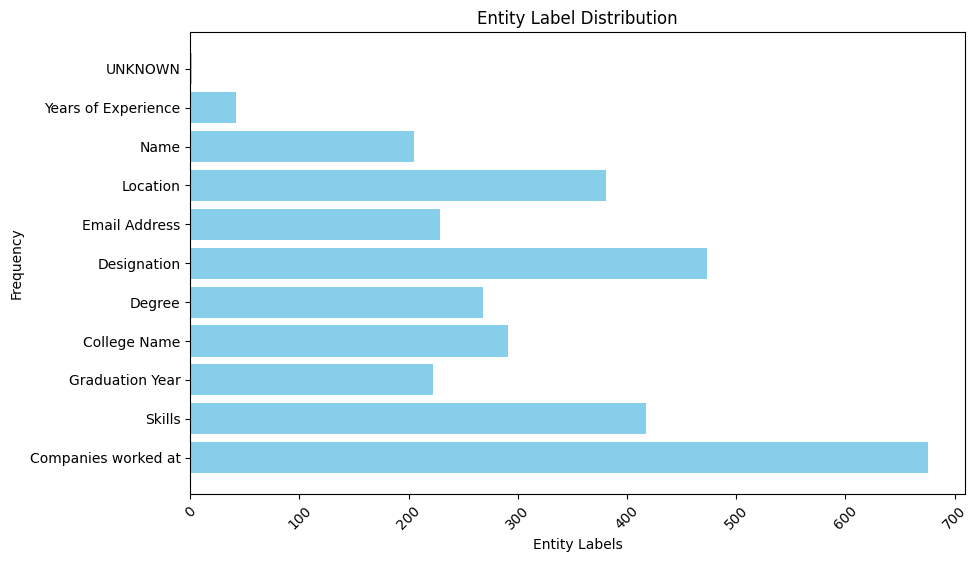 Entity Label Distribution
UNKNOWN
Years of Experience
Name
Location
Email Address
Designation
Degree
College Name
Graduation Year
Skills
Companies worked at
Frequency
0 100 200 300 400 500 600 700
Entity Labels